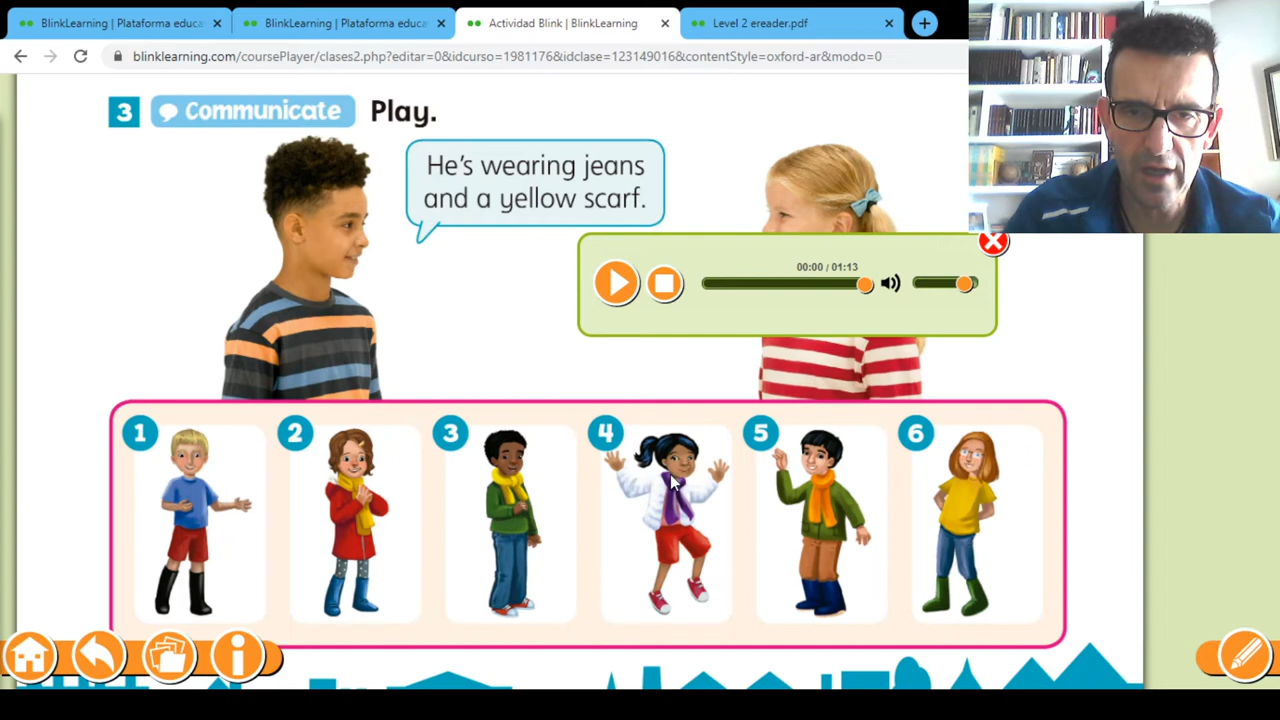 BlinkLearning | Plataforma educa
BlinkLearning | Plataforma educa
Actividad Blink | BlinkLearning
Level 2 ereader.pdf
blinklearning.com/coursePlayer/clases2.php?editar=0&idcurso=1981176&idclase=123149016&contentStyle=oxford-ar&modo=0
3 Communicate Play.
He's wearing jeans
and a yellow scarf.
00:00 / 01:13
1 2 3 4 5 6